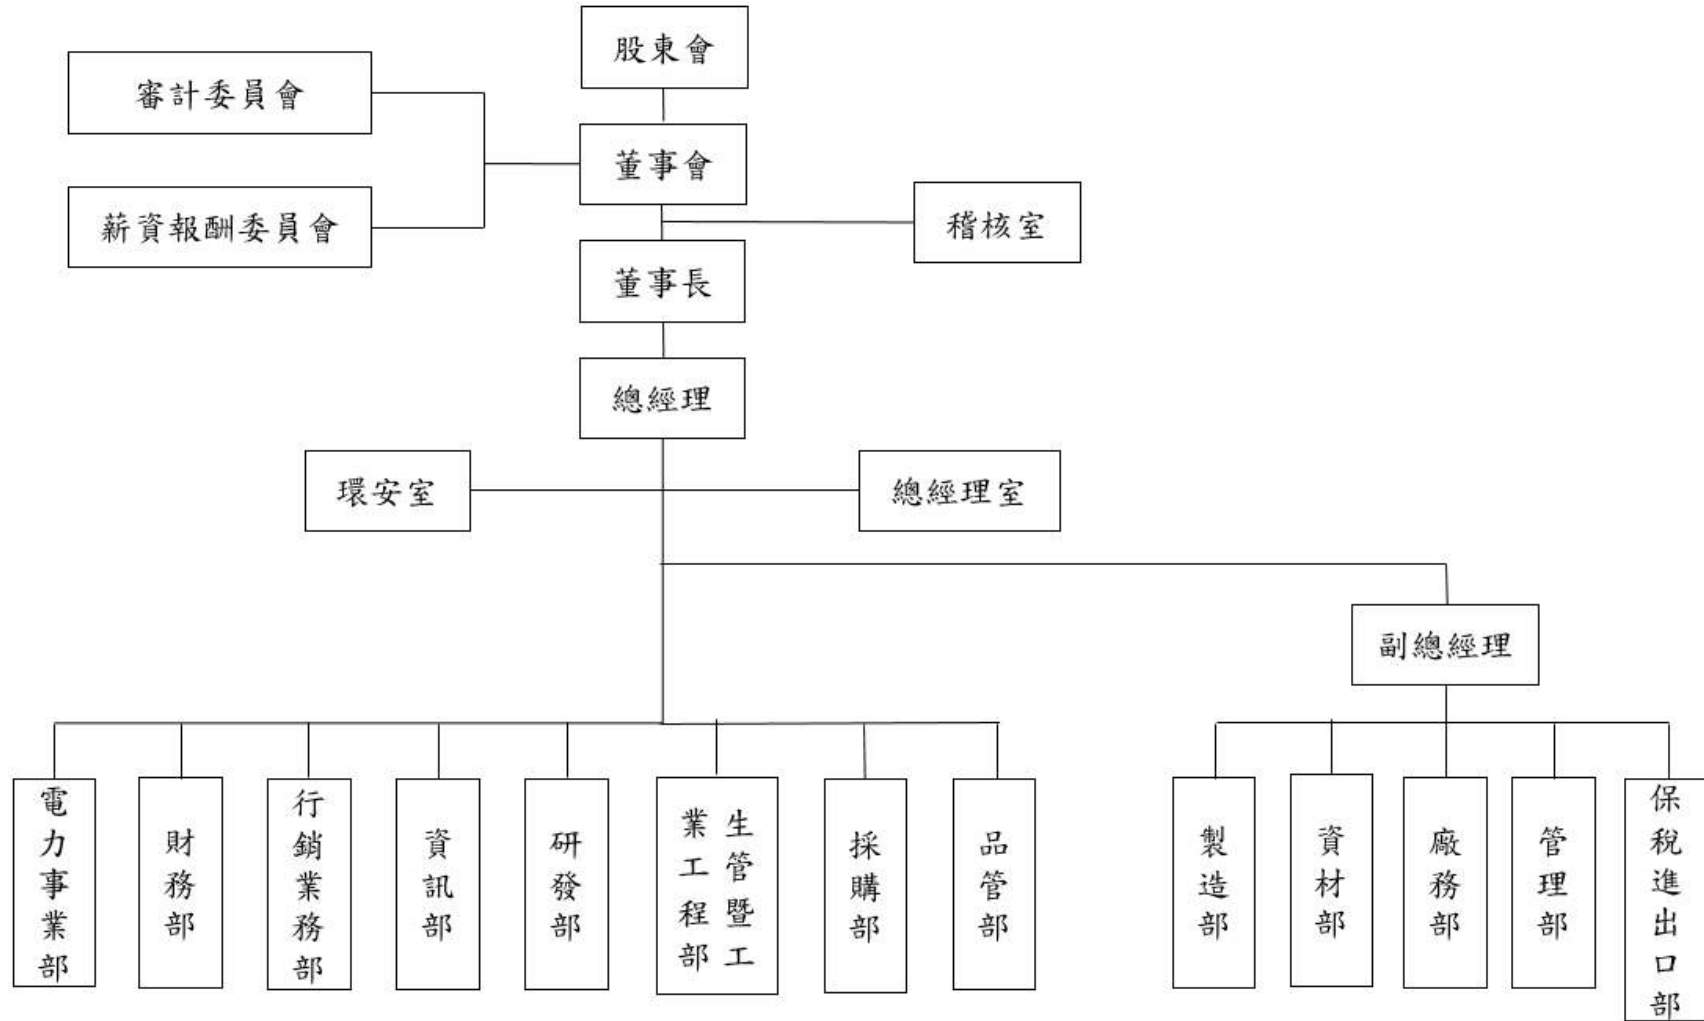 股東會
審計委員會
董事會
薪資報酬委員會
稽核室
董事長
總經理
環安室
總經理室
副總經理
電力事業部
財務部
行銷業務部
資訊部
研發部
生管暨工
業工程部
採購部
品管部
製造部
資材部
廠務部
管理部
保稅進出口部